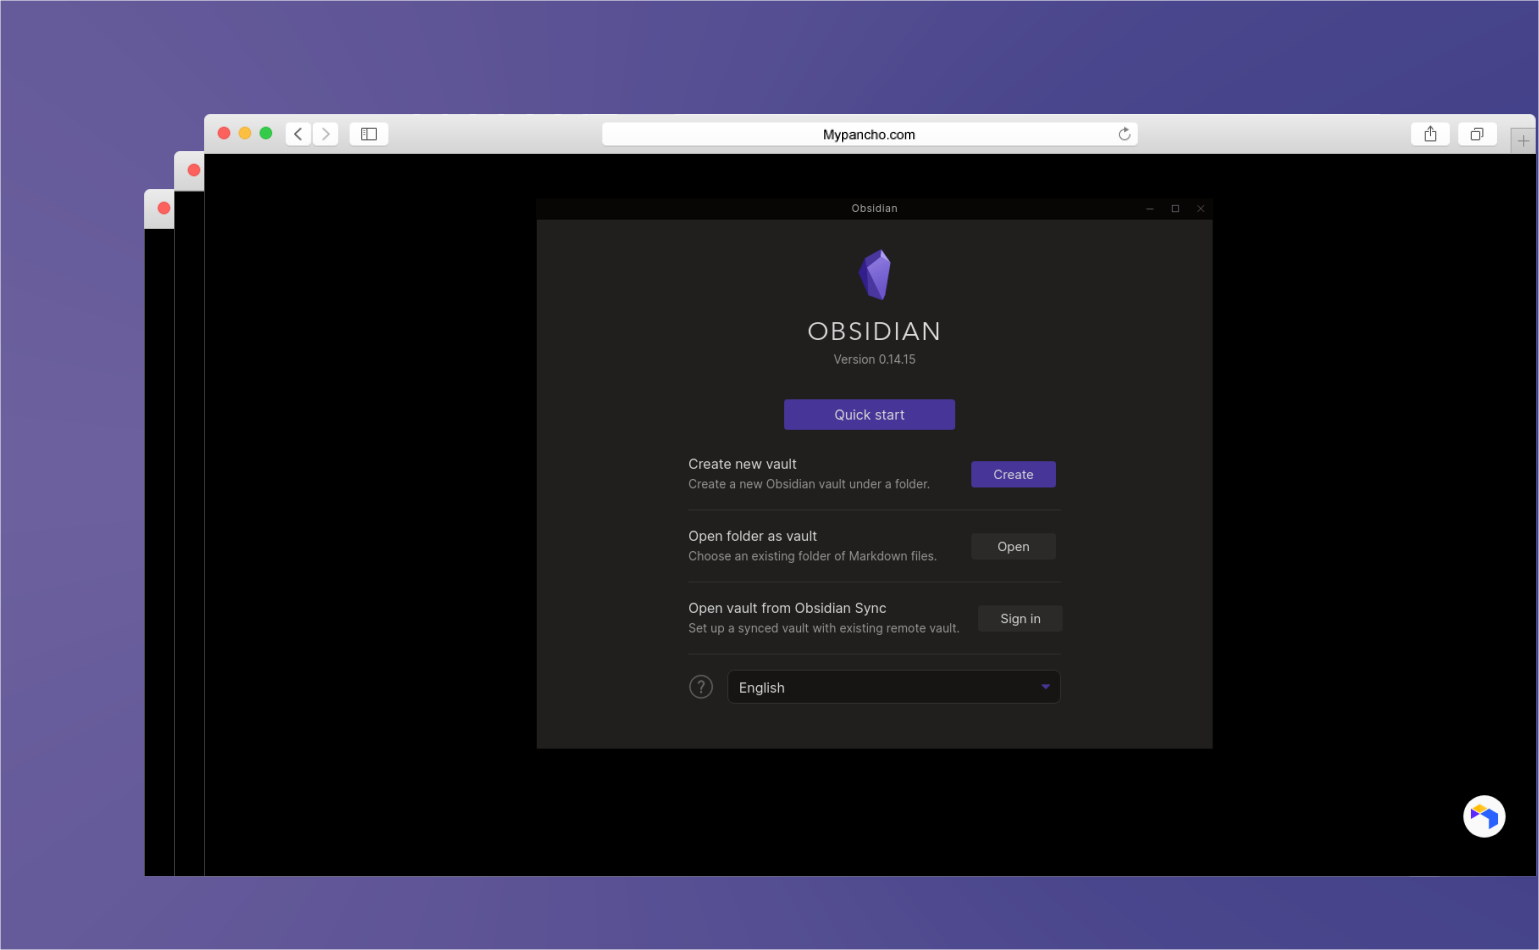 Mypancho.com
Obsidian
OBSIDIAN
Version 0.14.15
Quick start
Create new vault
Create a new Obsidian vault under a folder.
Create
Open folder as vault
Choose an existing folder of Markdown files.
Open
Open vault from Obsidian Sync
Set up a synced vault with existing remote vault.
Sign in
?
English